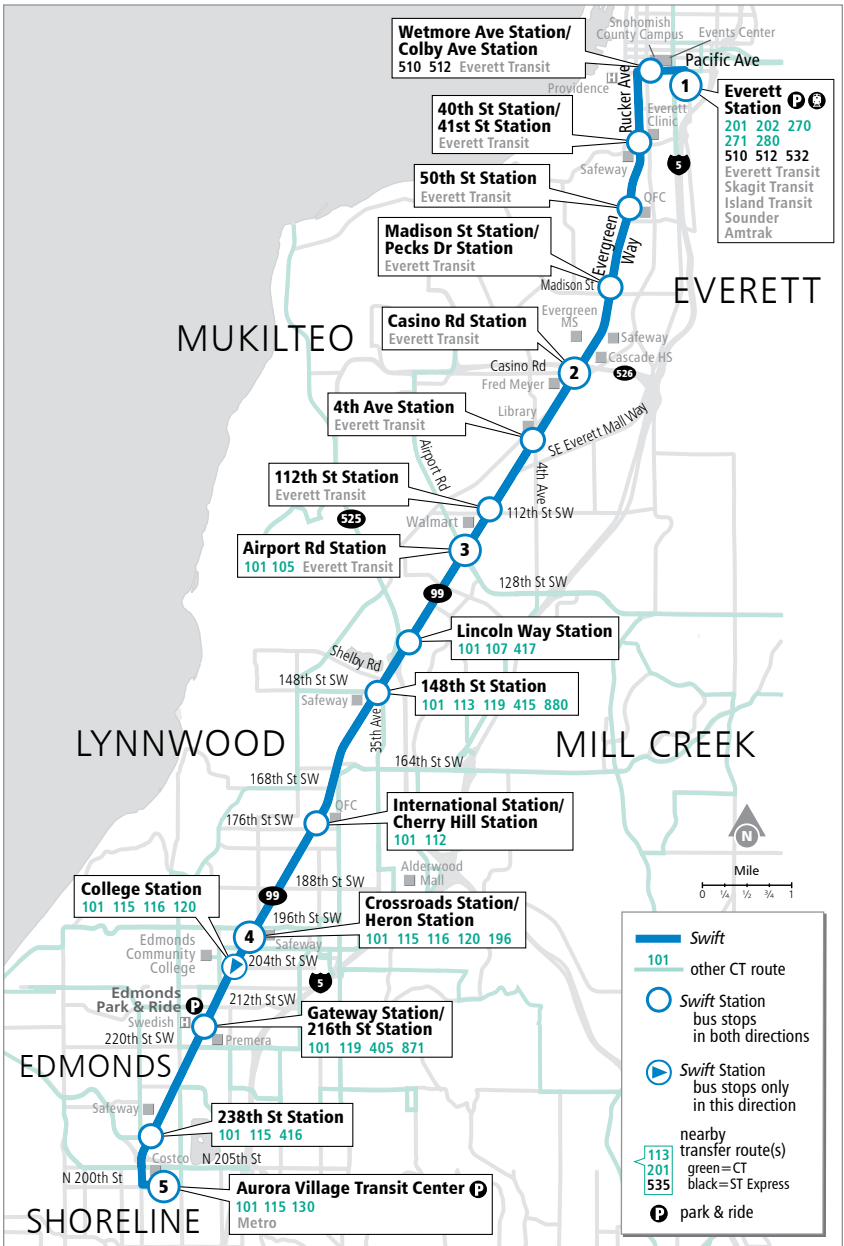 Snohomish
County Campus
Events Center
Wetmore Ave Station/
Colby Ave Station
510 512 Everett Transit
Pacific Ave
Providence
H
Rucker Ave
1
Everett
Station
P
201 202 270
271 280
510 512 532
Everett Transit
Skagit Transit
Island Transit
Sounder
Amtrak
40th St Station/
41st St Station
Everett Transit
Everett
Clinic
Safeway
5
50th St Station
Everett Transit
QFC
Evergreen
Way
Madison St Station/
Pecks Dr Station
Everett Transit
Madison St
EVERETT
MUKILTEO
Evergreen
MS
Casino Rd Station
Everett Transit
Safeway
Cascade HS
Casino Rd
2
526
Fred Meyer
4th Ave Station
Everett Transit
Library
SE Everett Mall Way
Airport Rd
4th Ave
112th St Station
Everett Transit
525
Walmart
112th St SW
Airport Rd Station
101 105 Everett Transit
3
128th St SW
99
Lincoln Way Station
101 107 417
Shelby Rd
148th St SW
148th St Station
101 113 119 415 880
Safeway
35th Ave
LYNNWOOD
MILL CREEK
164th St SW
168th St SW
QFC
176th St SW
International Station/
Cherry Hill Station
101 112
N
Mile
0 ¼ ½ ¾ 1
Alderwood
Mall
188th St SW
College Station
101 115 116 120
99
196th St SW
Crossroads Station/
Heron Station
101 115 116 120 196
4
Safeway
Edmonds
Community
College
204th St SW
5
212th St SW
Edmonds
Park & Ride
P
Swedish
H
220th St SW
Premera
Gateway Station/
216th St Station
101 119 405 871
EDMONDS
Safeway
238th St Station
101 115 416
Costco
N 205th St
N 200th St
5
Aurora Village Transit Center P
101 115 130
Metro
SHORELINE
Swift
101
other CT route
Swift Station
bus stops
in both directions
Swift Station
bus stops only
in this direction
nearby
transfer route(s)
113
green=CT
201
black=ST Express
535
P park & ride